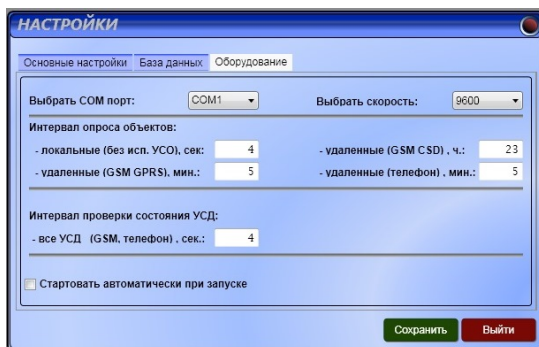 НАСТРОЙКИ
Основные настройки База данных Оборудование
Выбрать COM порт: COM1 Выбрать скорость: 9600
Интервал опроса объектов:
- локальные (без исп. УСО), сек: 4 - удаленные (GSM CSD) , ч.: 23
- удаленные (GSM GPRS), мин.: 5 - удаленные (телефон) , мин.: 5
Интервал проверки состояния УСД:
- все УСД (GSM, телефон) , сек.: 4
Стартовать автоматически при запуске
Сохранить Выйти